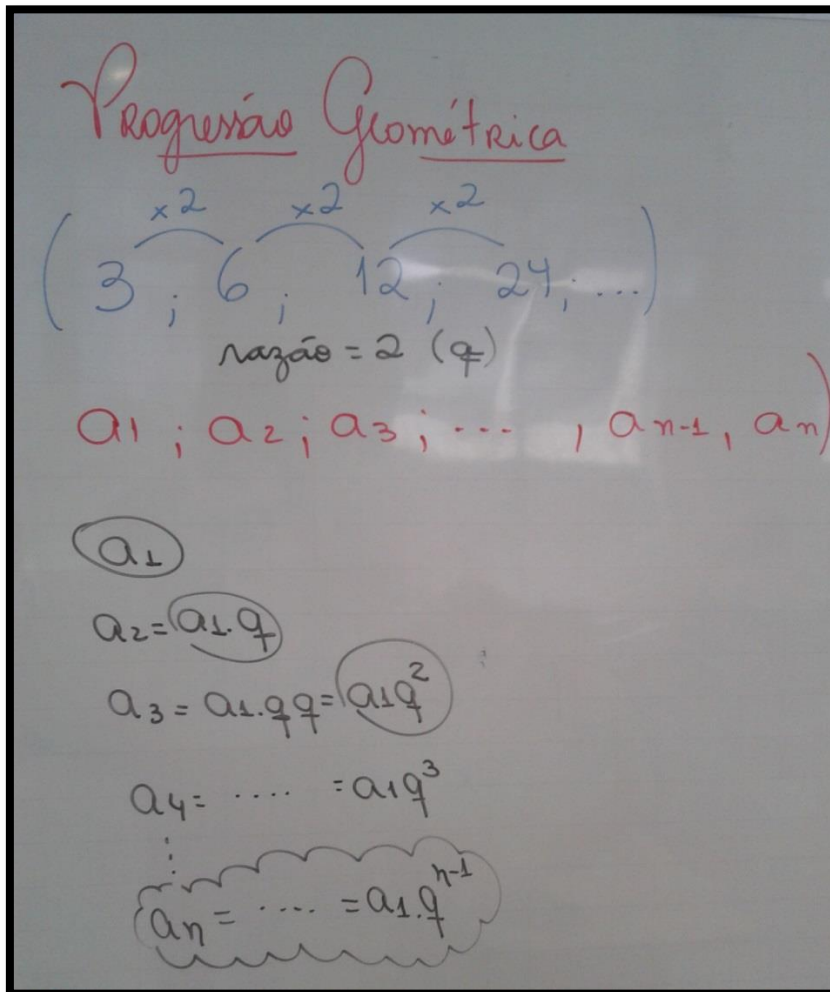 Progressão Geométrica
x2 x2 x2
(3 ; 6 ; 12 ; 24 ; ...)
razão = 2 (q)
a1 ; a2 ; a3 ; ... , an-1 , an)
a1
a2 = a1.q
a3 = a1.qq = a1q²
a4 = .... = a1q³
⋮
an = .... = a1.qⁿ⁻¹